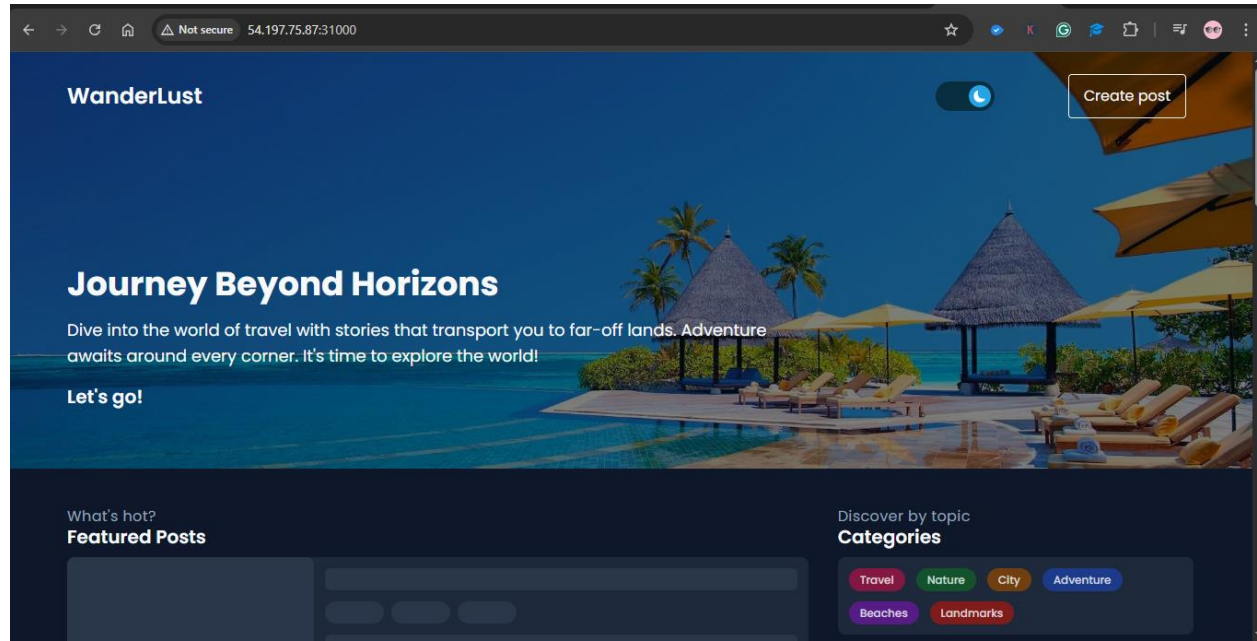 Not secure 54.197.75.87:31000
WanderLust
Create post
Journey Beyond Horizons
Dive into the world of travel with stories that transport you to far-off lands. Adventure
awaits around every corner. It's time to explore the world!
Let's go!
What's hot?
Featured Posts
Discover by topic
Categories
Travel Nature City Adventure
Beaches Landmarks